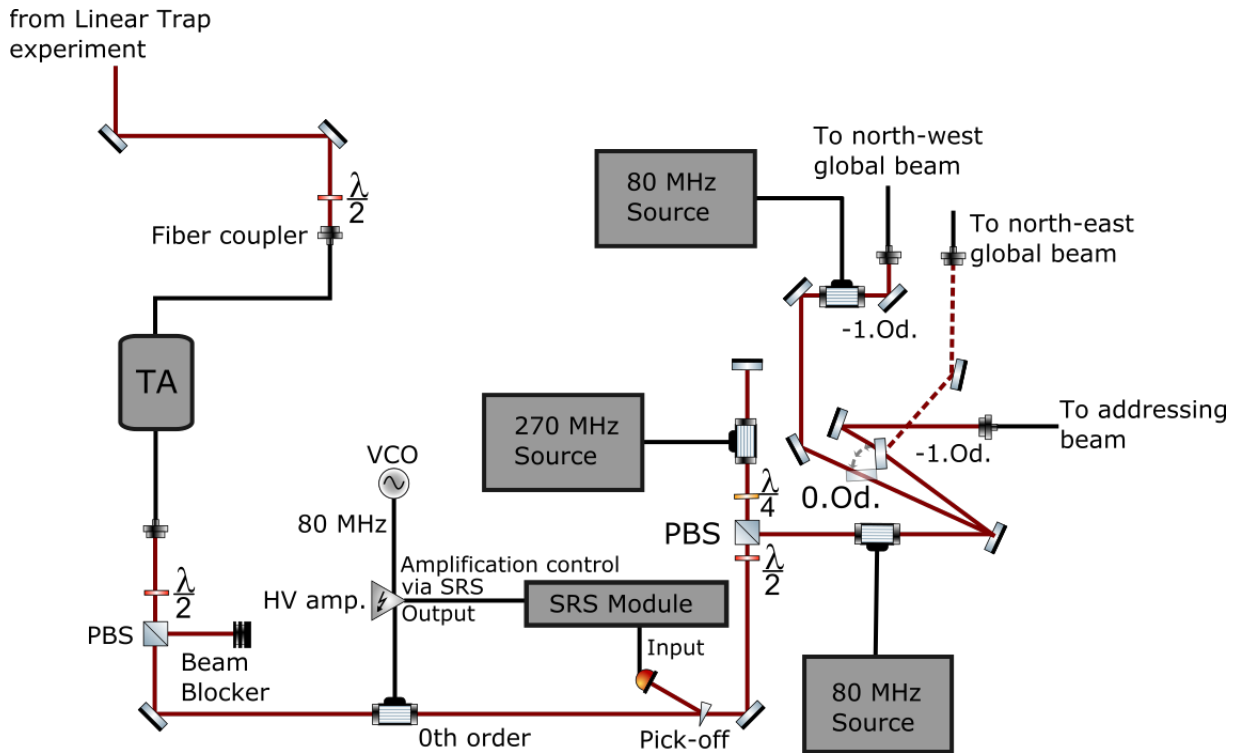 from Linear Trap
experiment
λ
2
Fiber coupler
TA
λ
2
PBS
Beam
Blocker
VCO
80 MHz
HV amp.
Amplification control
via SRS
Output
SRS Module
Input
0th order
Pick-off
270 MHz
Source
λ
4
PBS
λ
2
80 MHz
Source
To north-west
global beam
-1.Od.
To north-east
global beam
To addressing
beam
-1.Od.
0.Od.
80 MHz
Source